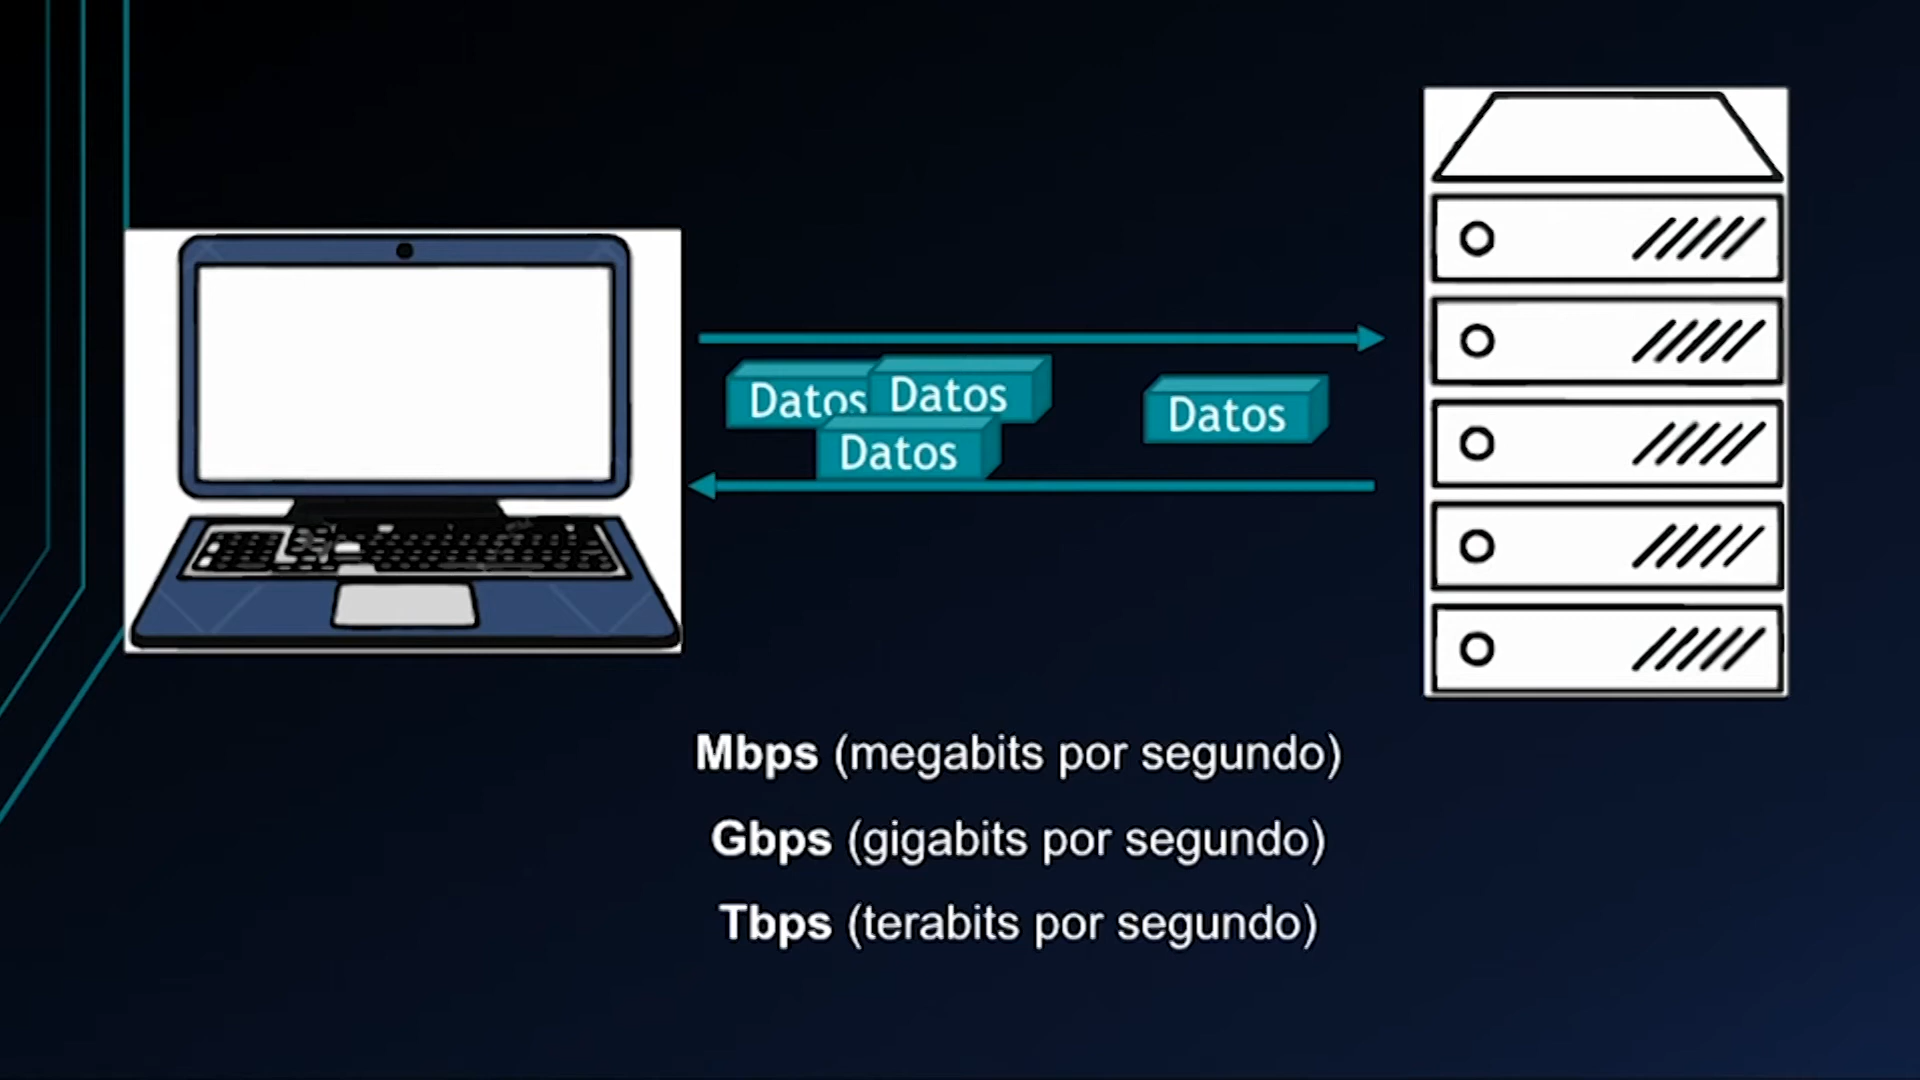 Datos
Datos
Datos
Datos
Mbps (megabits por segundo)
Gbps (gigabits por segundo)
Tbps (terabits por segundo)